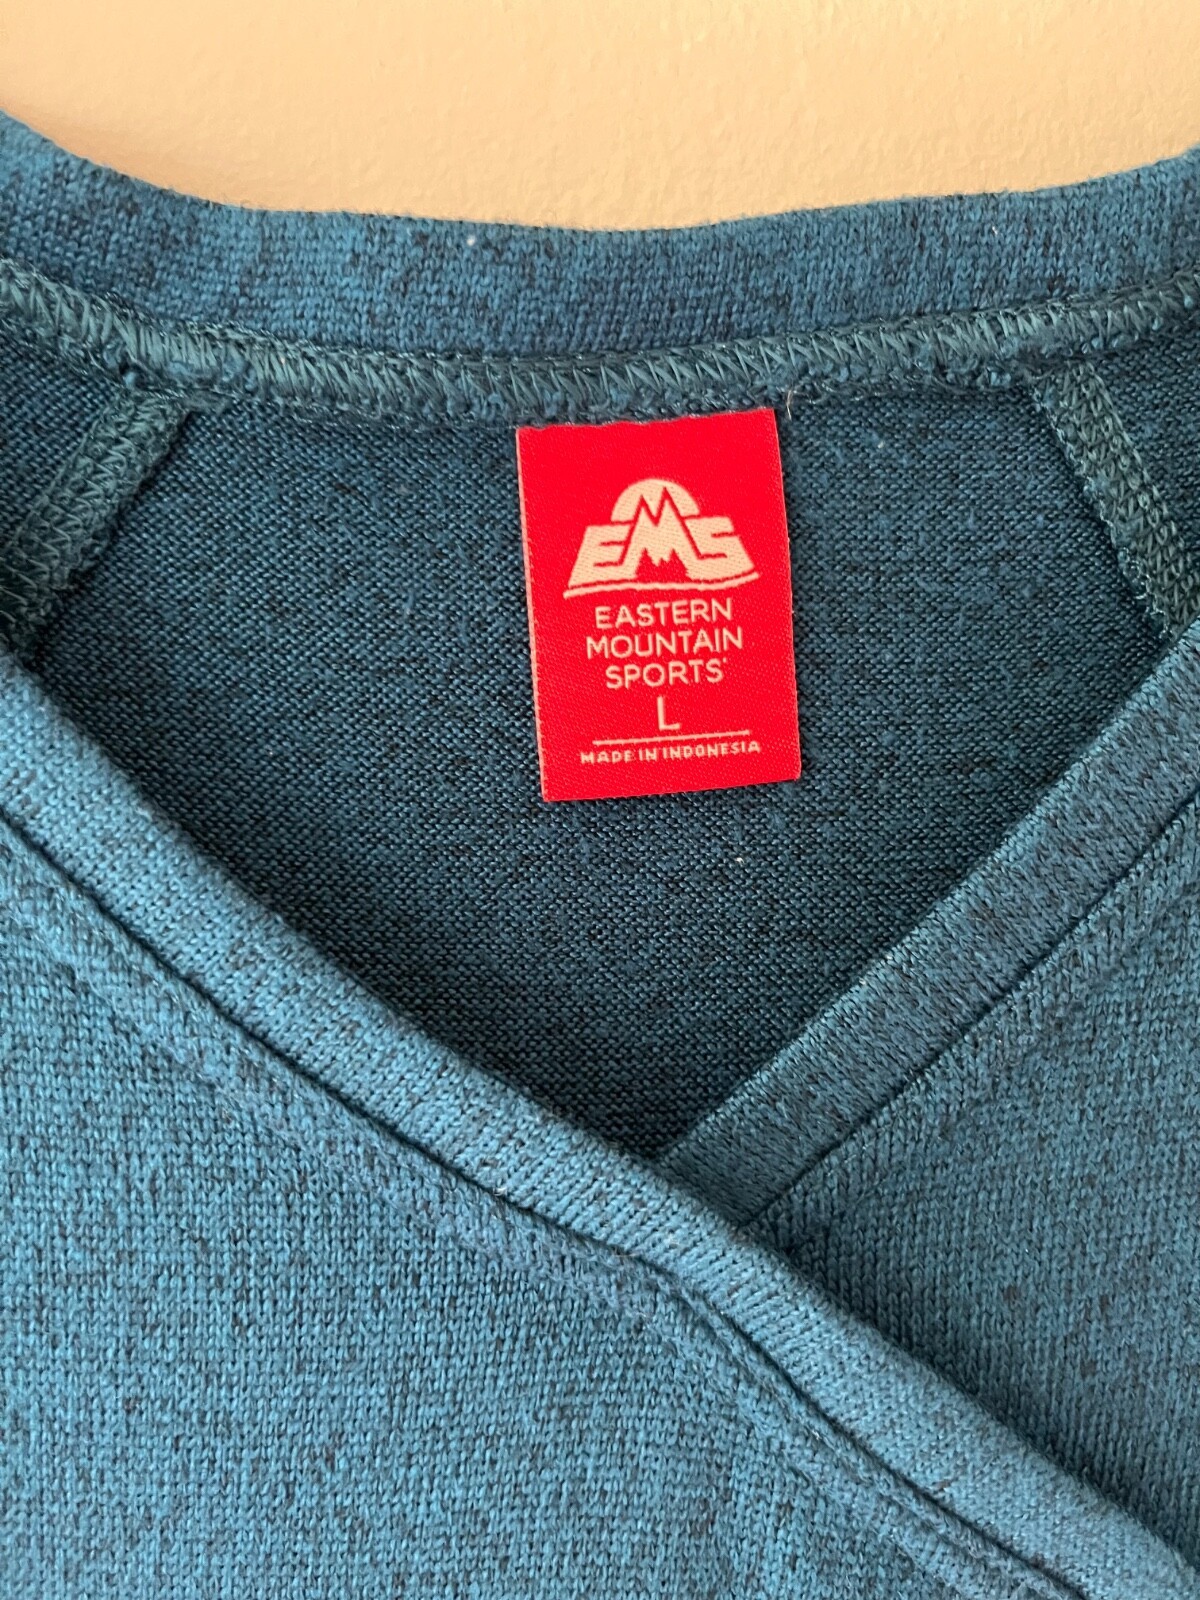 EMS
EASTERN
MOUNTAIN
SPORTS
L
MADE IN INDONESIA